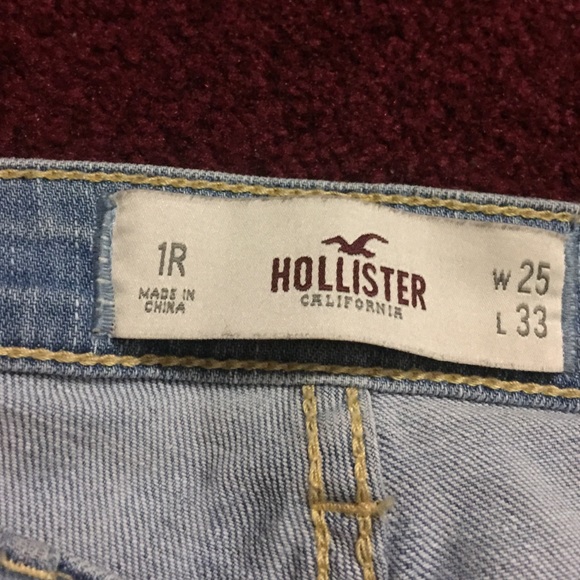 1R
MADE IN
CHINA
HOLLISTER
CALIFORNIA
W 25
L 33